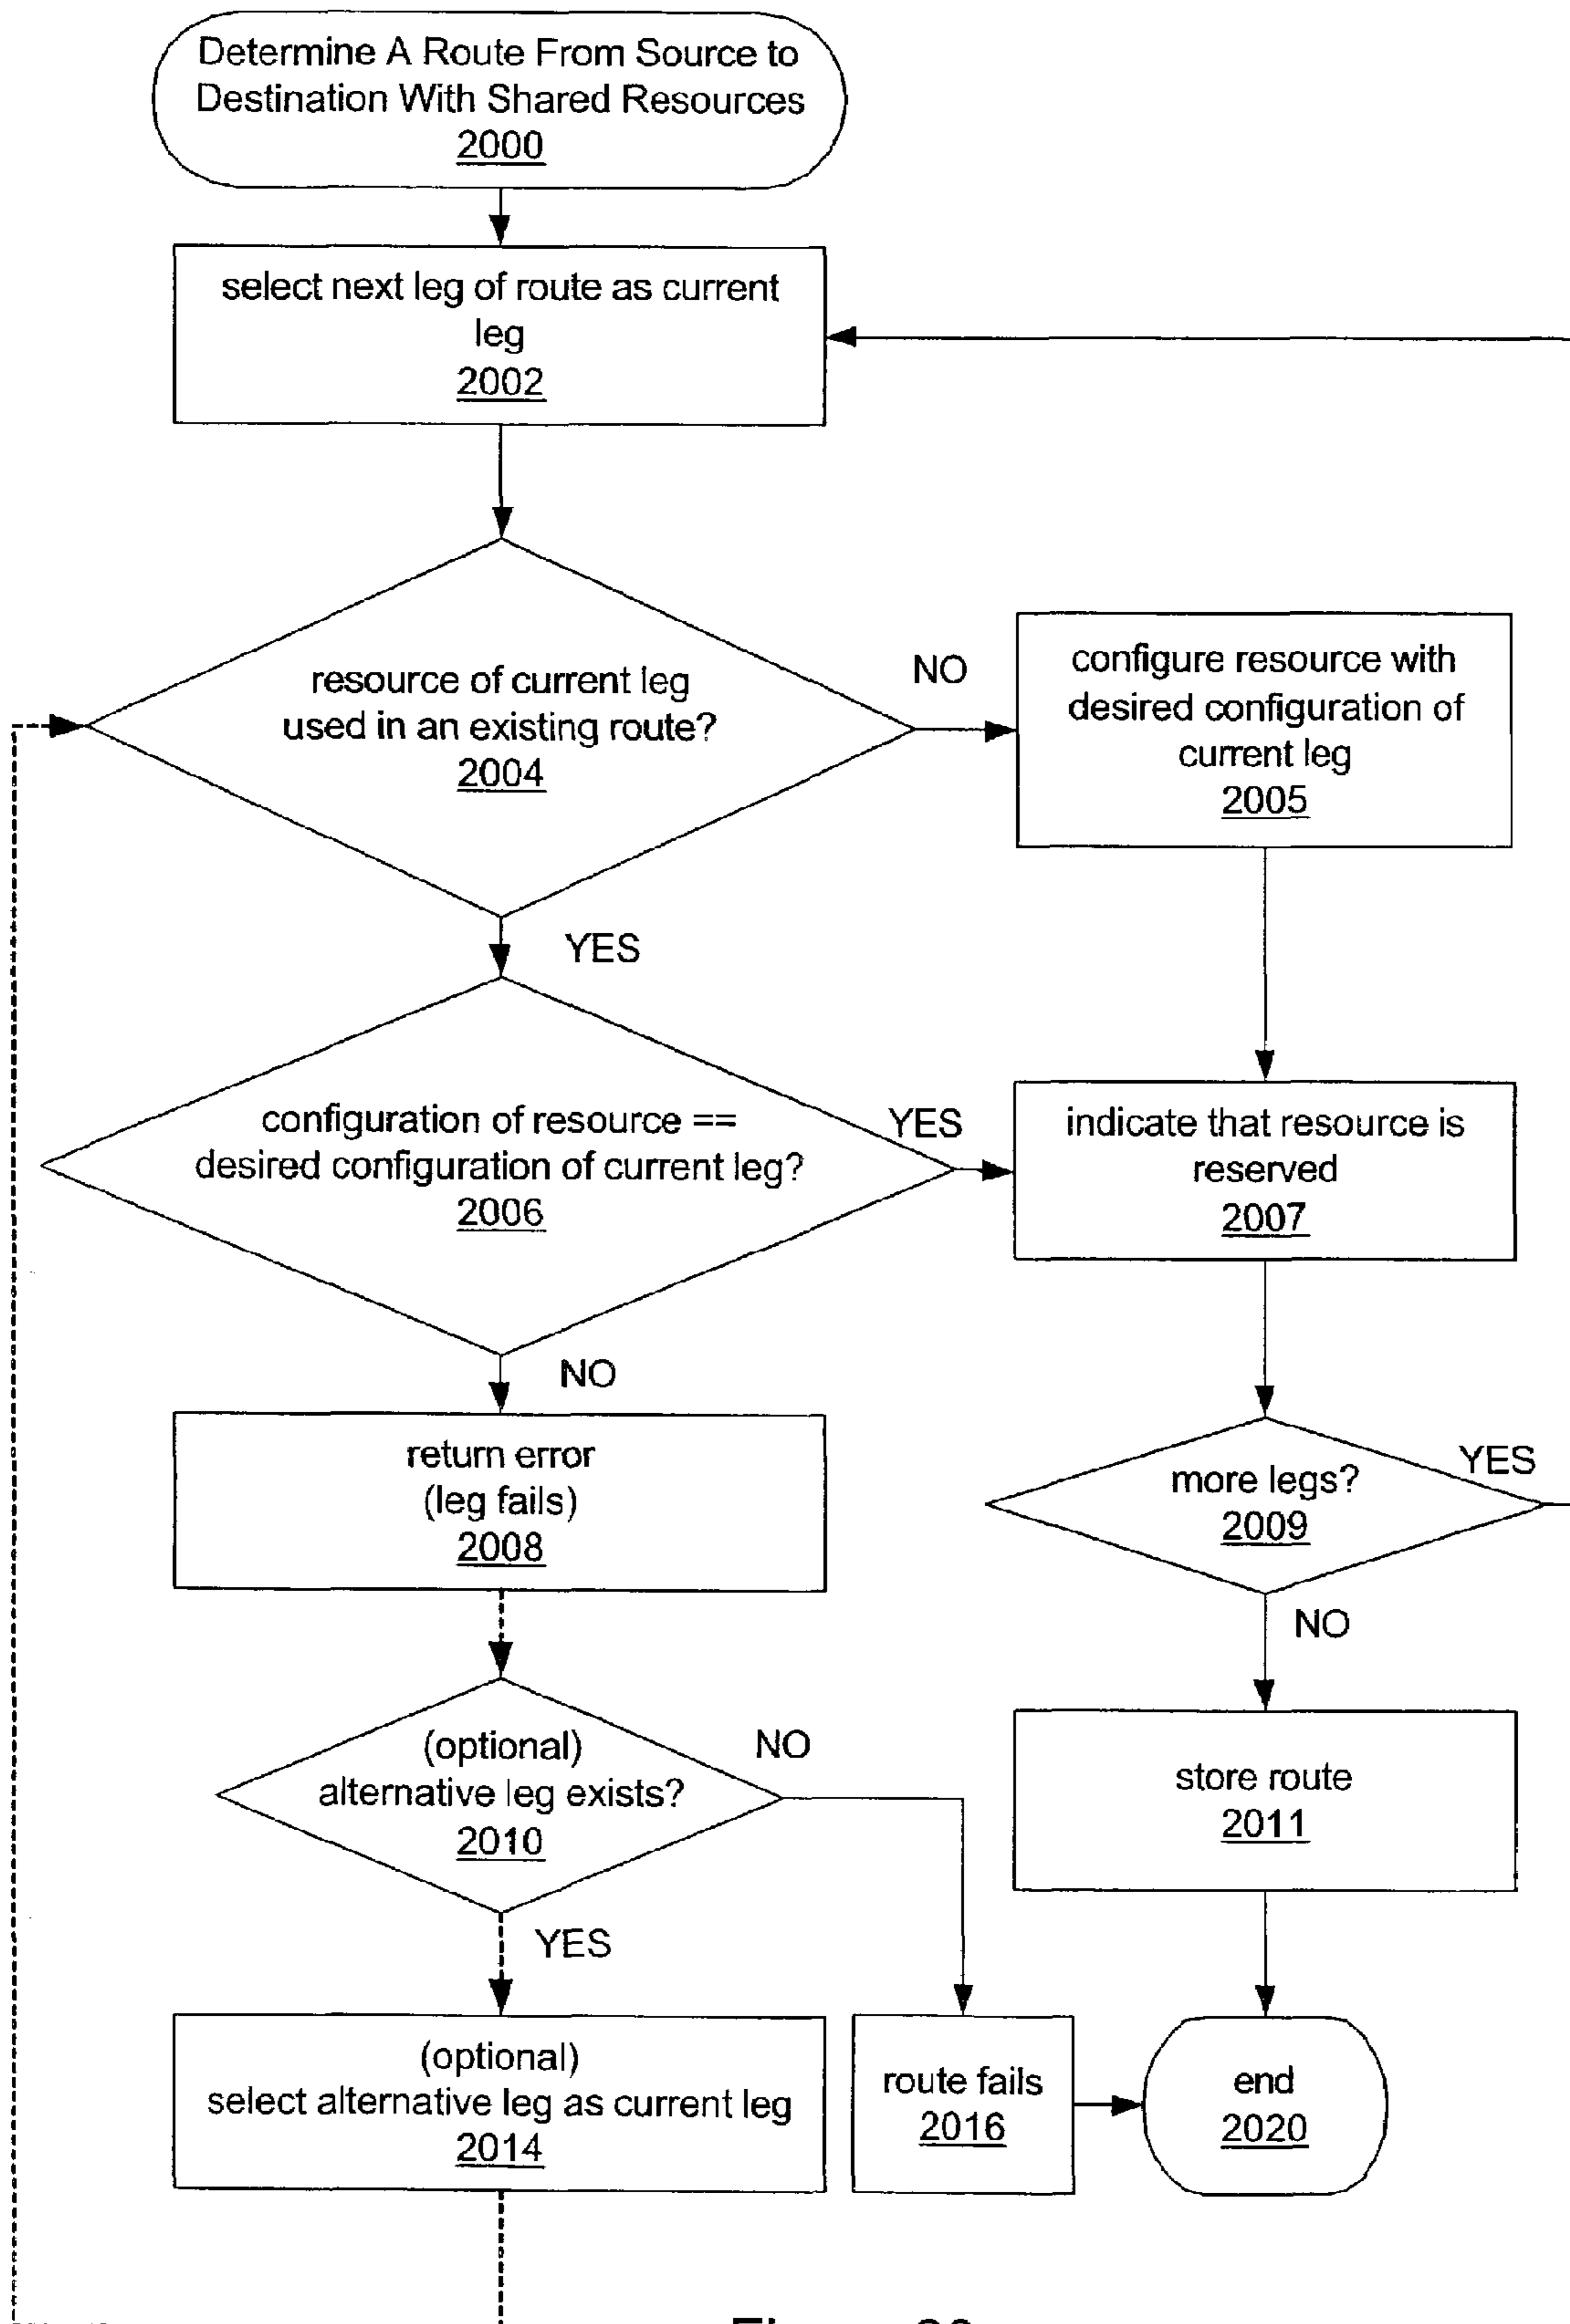 Determine A Route From Source to
Destination With Shared Resources
2000
select next leg of route as current
leg
2002
resource of current leg
used in an existing route?
2004
NO
configure resource with
desired configuration of
current leg
2005
YES
configuration of resource ==
desired configuration of current leg?
2006
YES
indicate that resource is
reserved
2007
NO
return error
(leg fails)
2008
more legs?
2009
YES
NO
(optional)
alternative leg exists?
2010
NO
store route
2011
YES
(optional)
select alternative leg as current leg
2014
route fails
2016
end
2020